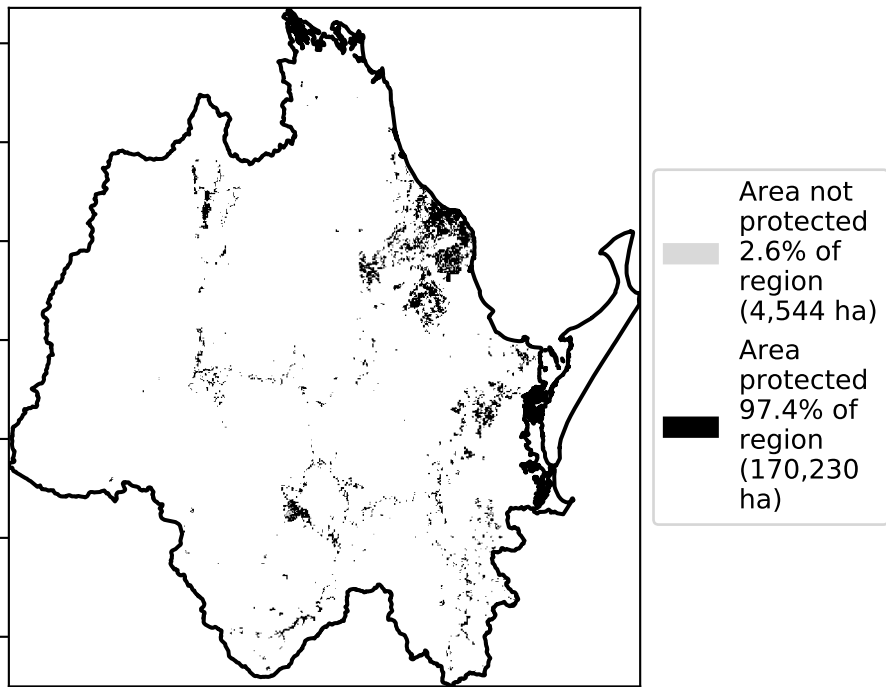 Area not
protected
2.6% of
region
(4,544 ha)
Area
protected
97.4% of
region
(170,230
ha)